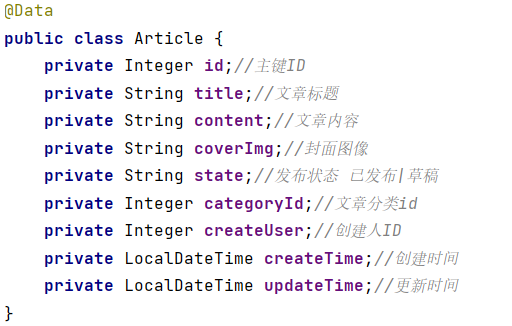 @Data
public class Article {
    private Integer id;//主键ID
    private String title;//文章标题
    private String content;//文章内容
    private String coverImg;//封面图像
    private String state;//发布状态 已发布|草稿
    private Integer categoryId;//文章分类id
    private Integer createUser;//创建人ID
    private LocalDateTime createTime;//创建时间
    private LocalDateTime updateTime;//更新时间
}